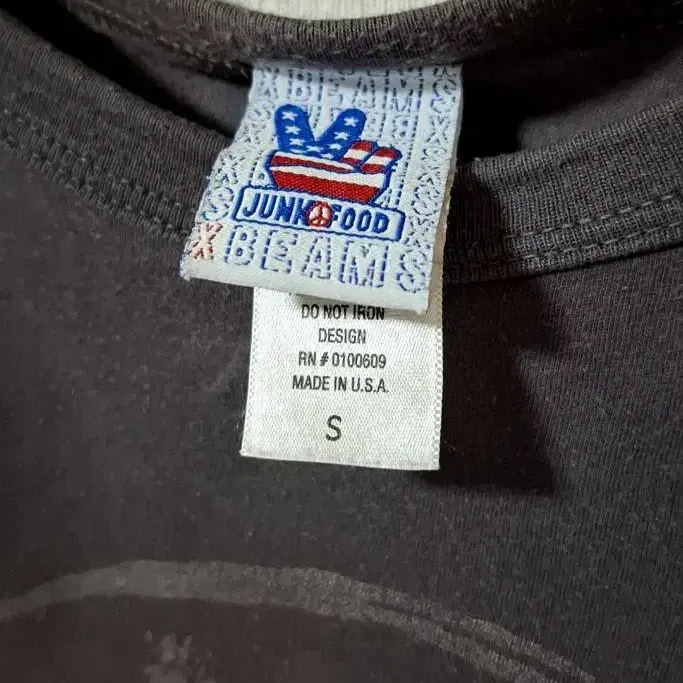 X BEAMS
JUNK FOOD
X BEAMS
DO NOT IRON
DESIGN
RN # 0100609
MADE IN U.S.A.
S